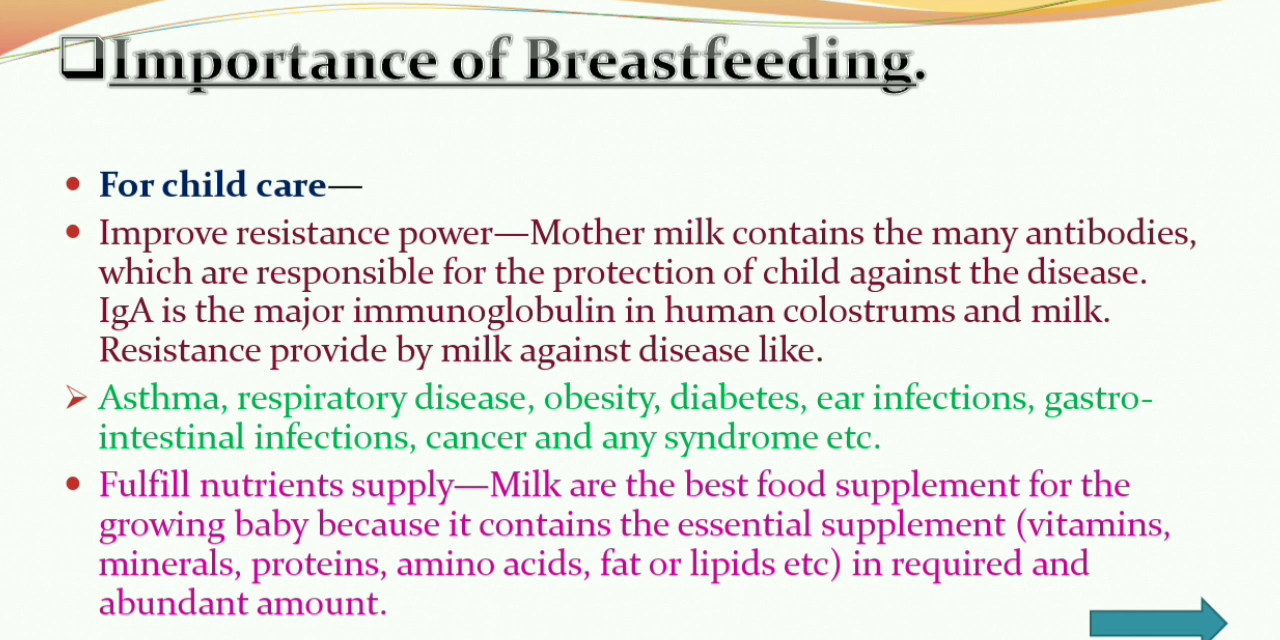 ❑Importance of Breastfeeding.
• For child care—
• Improve resistance power—Mother milk contains the many antibodies,
which are responsible for the protection of child against the disease.
IgA is the major immunoglobulin in human colostrums and milk.
Resistance provide by milk against disease like.
➢ Asthma, respiratory disease, obesity, diabetes, ear infections, gastro-
intestinal infections, cancer and any syndrome etc.
• Fulfill nutrients supply—Milk are the best food supplement for the
growing baby because it contains the essential supplement (vitamins,
minerals, proteins, amino acids, fat or lipids etc) in required and
abundant amount.